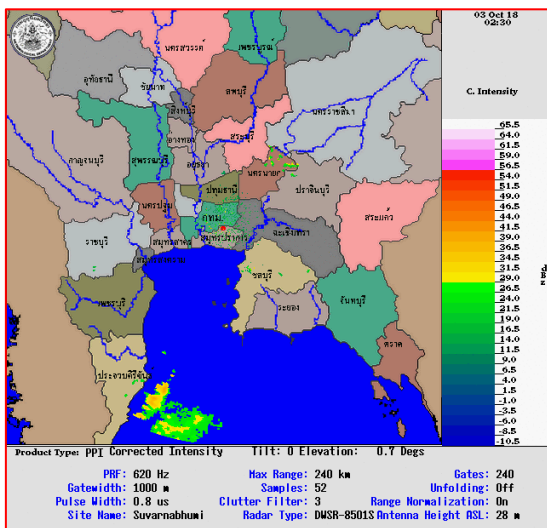 03 Oct 18
02:30
C. Intensity
65.5
64.0
61.5
59.0
56.5
54.0
51.5
49.0
46.5
44.0
41.5
39.0
36.5
34.0
31.5
29.0
26.5
24.0
21.5
19.0
16.5
14.0
11.5
9.0
6.5
4.0
1.5
-1.0
-3.5
-6.0
-8.5
-10.5
นครสวรรค์
เพชรบูรณ์
อุทัยธานี
ชัยนาท
ลพบุรี
สิงห์บุรี
นครราชสีมา
อ่างทอง
สระบุรี
กาญจนบุรี
สุพรรณบุรี
อยุธยา
นครนายก
ปราจีนบุรี
ปทุมธานี
นครปฐม
กทม.
สระแก้ว
ฉะเชิงเทรา
ราชบุรี
สมุทรสาคร
สมุทรปราการ
ชลบุรี
เพชรบุรี
ระยอง
จันทบุรี
ตราด
ประจวบคีรีขันธ์
Product Type: PPI Corrected Intensity Tilt: 0 Elevation: 0.7 Degs
PRF: 620 Hz Max Range: 240 km Gates: 240
Gatewidth: 1000 m Samples: 52 Unfolding: Off
Pulse Width: 0.8 us Clutter Filter: 3 Range Normalization: On
Site Name: Suvarnabhumi Radar Type: DWSR-8501S Antenna Height ASL: 28 m